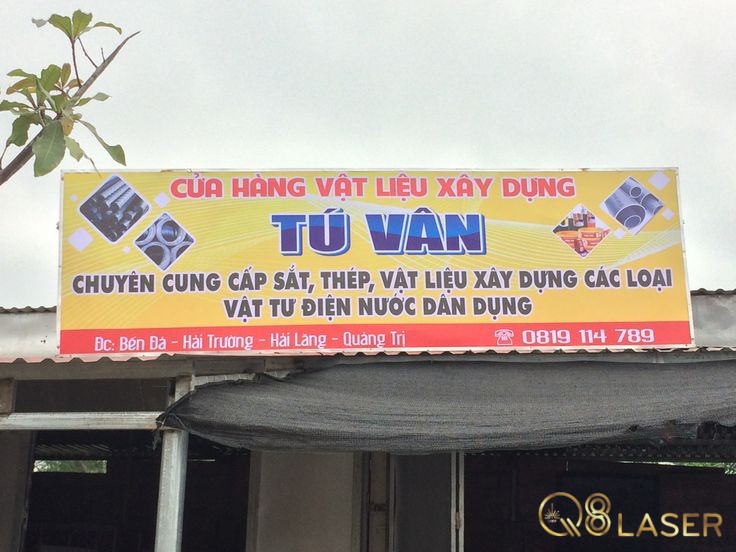 CỬA HÀNG VẬT LIỆU XÂY DỰNG
TÚ VÂN
CHUYÊN CUNG CẤP SẮT, THÉP, VẬT LIỆU XÂY DỰNG CÁC LOẠI
VẬT TƯ ĐIỆN NƯỚC DÂN DỤNG
Đc: Bến Đá - Hải Trường - Hải Lăng - Quảng Trị
0819 114 789
Q8 LASER